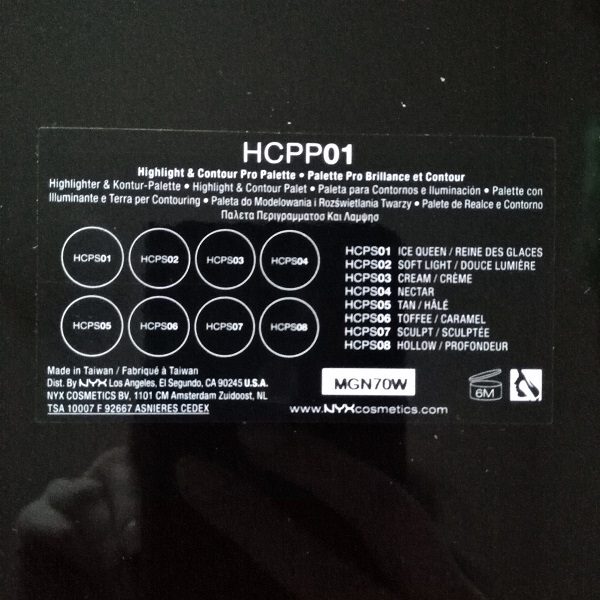 HCPP01
Highlight & Contour Pro Palette • Palette Pro Brillance et Contour
Highlighter & Kontur-Palette • Highlight & Contour Palet • Paleta para Contornos e Iluminación • Palette con
Illuminante e Terra per Contouring • Paleta do Modelowania i Rozświetlania Twarzy • Palete de Realce e Contorno
Παλετα Περιγραμματος Και Λαμψης
HCPS01 HCPS02 HCPS03 HCPS04
HCPS05 HCPS06 HCPS07 HCPS08
HCPS01 ICE QUEEN / REINE DES GLACES
HCPS02 SOFT LIGHT / DOUCE LUMIÈRE
HCPS03 CREAM / CRÈME
HCPS04 NECTAR
HCPS05 TAN / HÂLÉ
HCPS06 TOFFEE / CARAMEL
HCPS07 SCULPT / SCULPTÉE
HCPS08 HOLLOW / PROFONDEUR
Made in Taiwan / Fabriqué à Taiwan
Dist. By NYX Los Angeles, El Segundo, CA 90245 U.S.A.
NYX COSMETICS BV, 1101 CM Amsterdam Zuidoost, NL
TSA 10007 F 92667 ASNIERES CEDEX
MGN70W
6M
www.NYXcosmetics.com